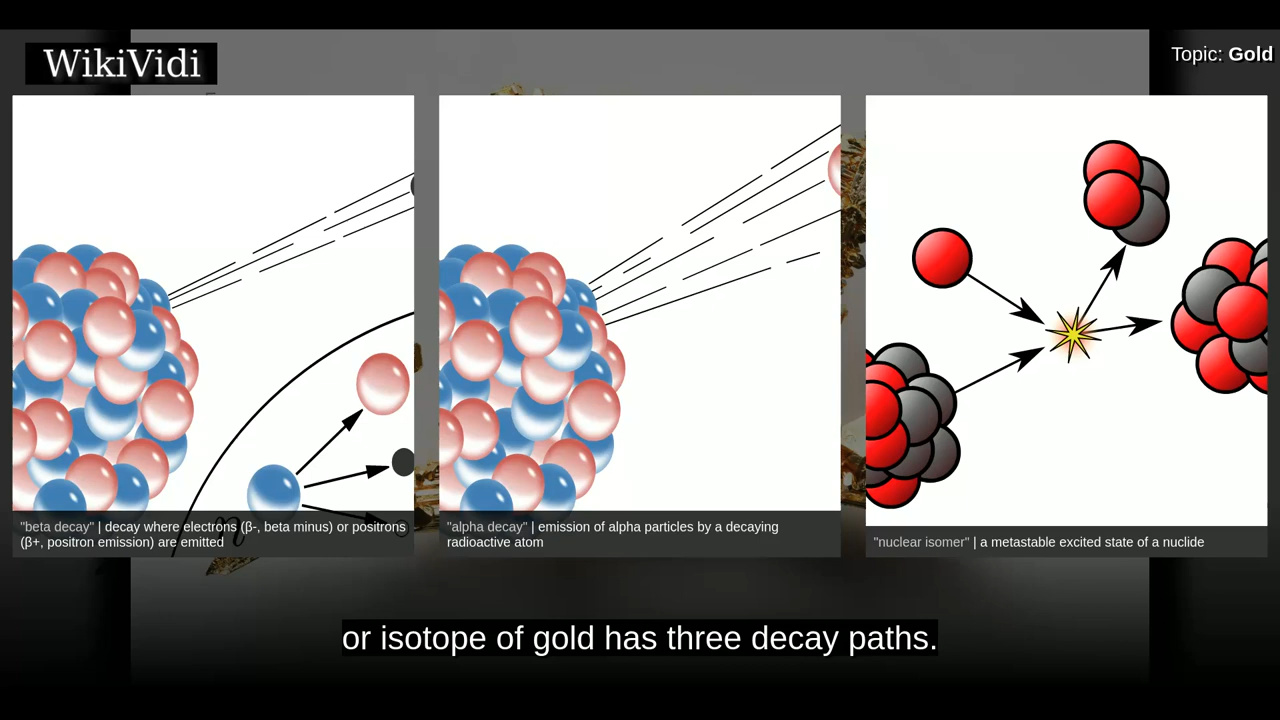 WikiVidi
Topic: Gold
"beta decay" | decay where electrons (β-, beta minus) or positrons
(β+, positron emission) are emitted
n
"alpha decay" | emission of alpha particles by a decaying
radioactive atom
"nuclear isomer" | a metastable excited state of a nuclide
or isotope of gold has three decay paths.